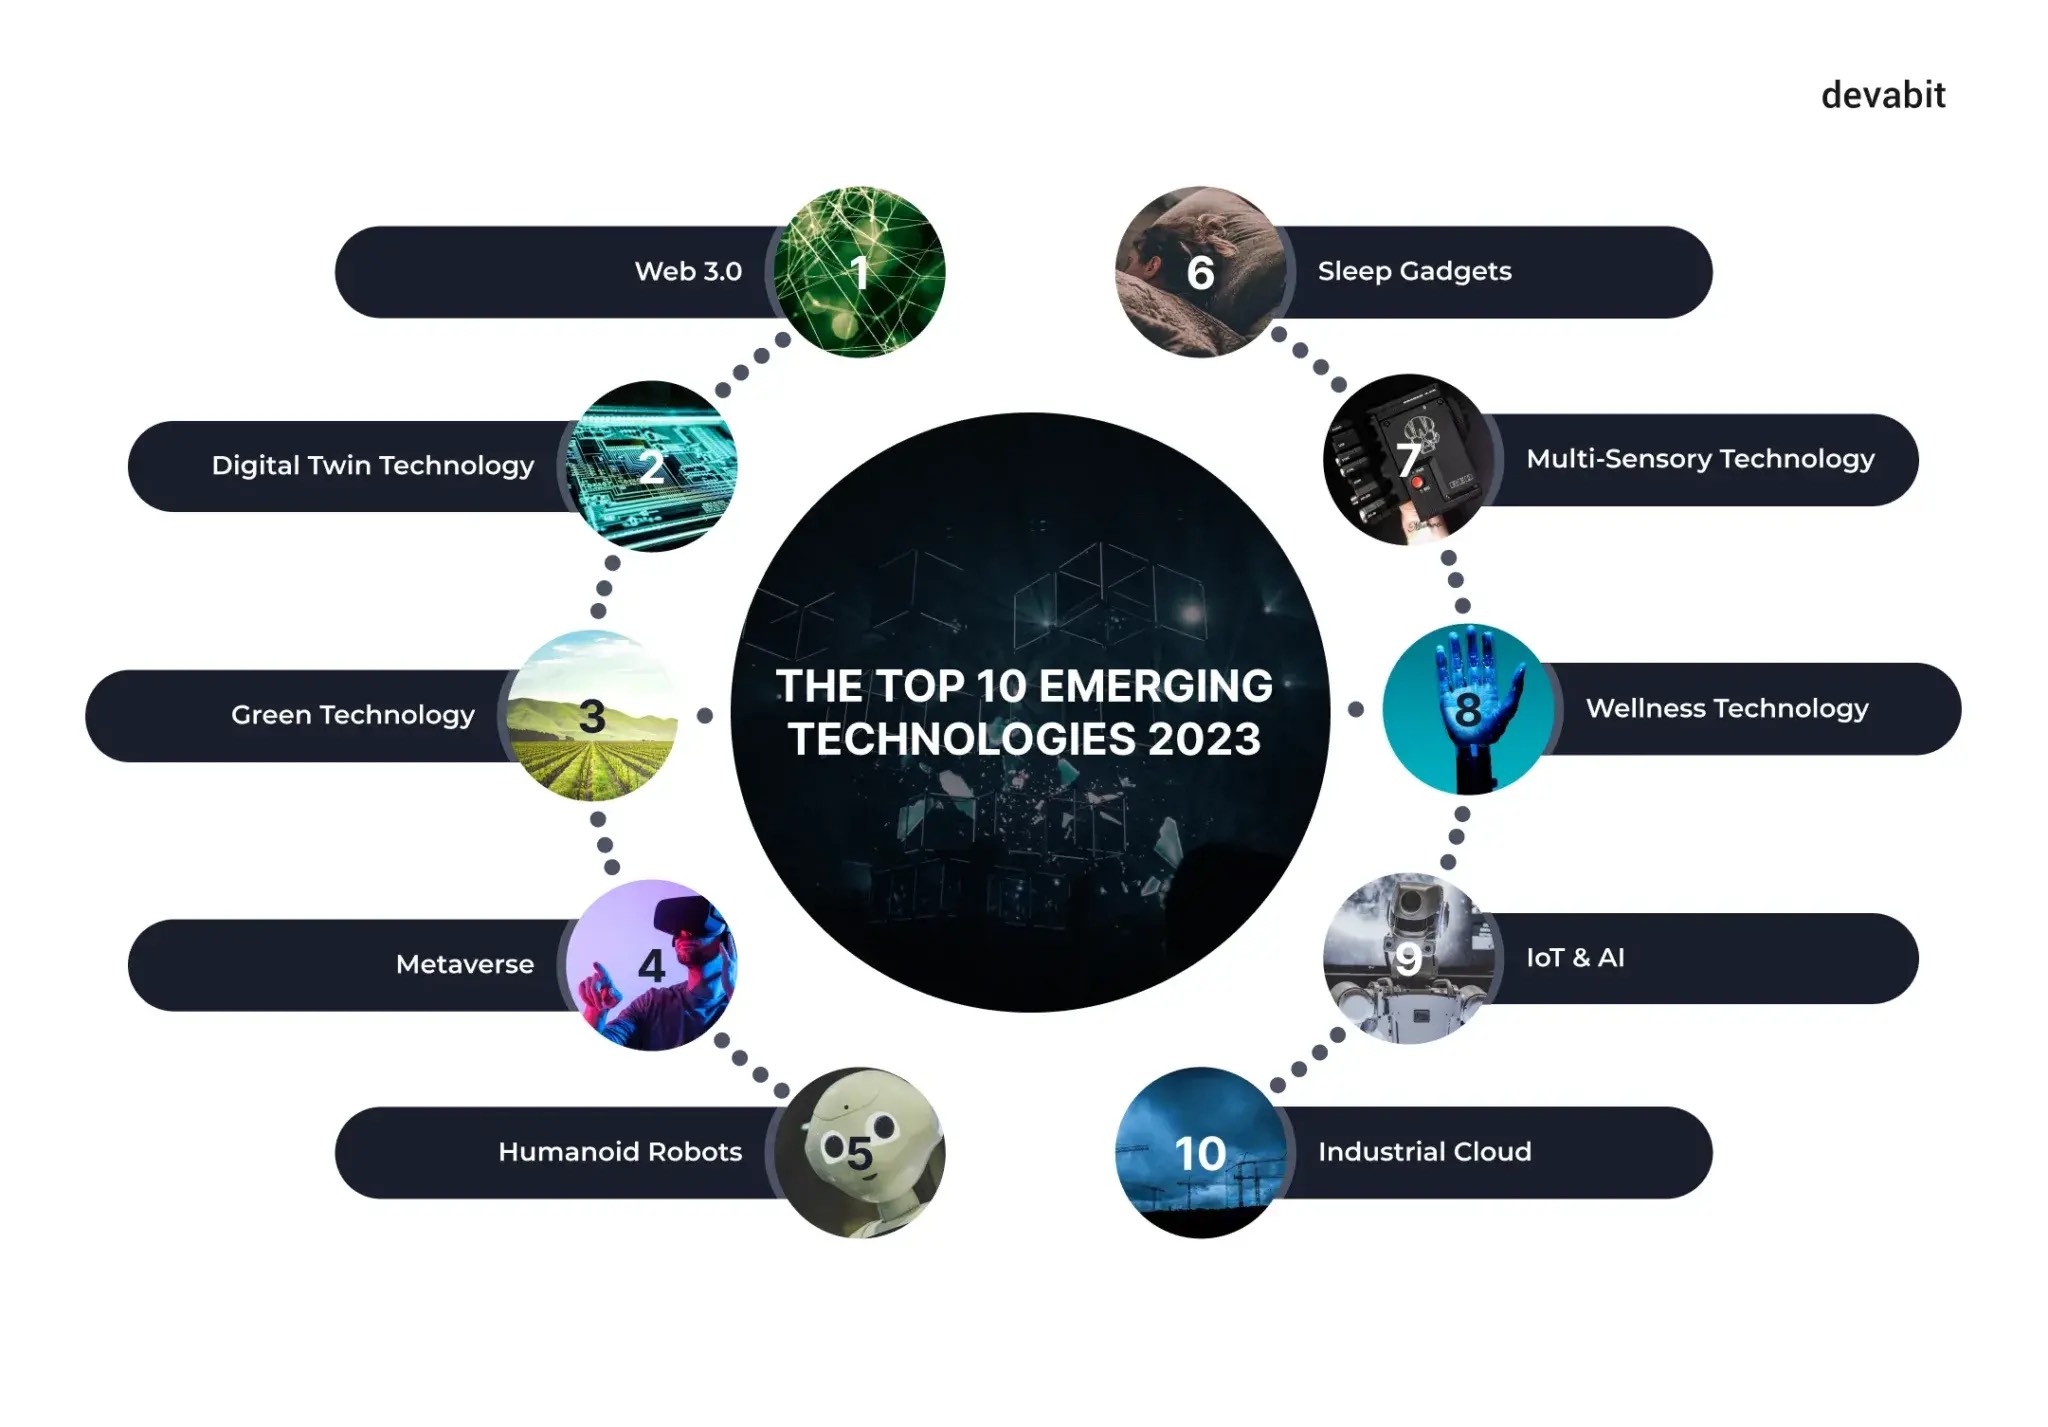 devabit
THE TOP 10 EMERGING
TECHNOLOGIES 2023
1
Web 3.0
2
Digital Twin Technology
3
Green Technology
4
Metaverse
5
Humanoid Robots
6
Sleep Gadgets
7
Multi-Sensory Technology
8
Wellness Technology
9
IoT & AI
10
Industrial Cloud